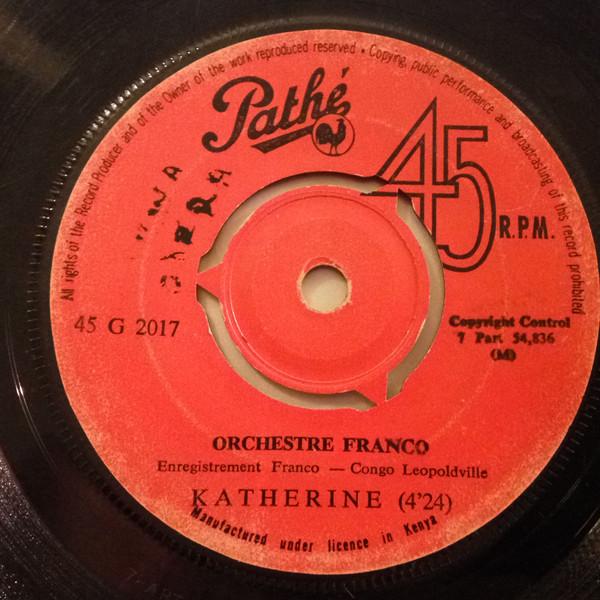 All rights of the Record Producer and of the Owner of the work reproduced reserved • Copying, public performance and broadcasting of this record prohibited
Pathé
45
R.P.M.
45 G 2017
Copyright Control
7 Part 54,836
(M)
ORCHESTRE FRANCO
Enregistrement Franco — Congo Leopoldville
KATHERINE (4'24)
Manufactured under licence in Kenya